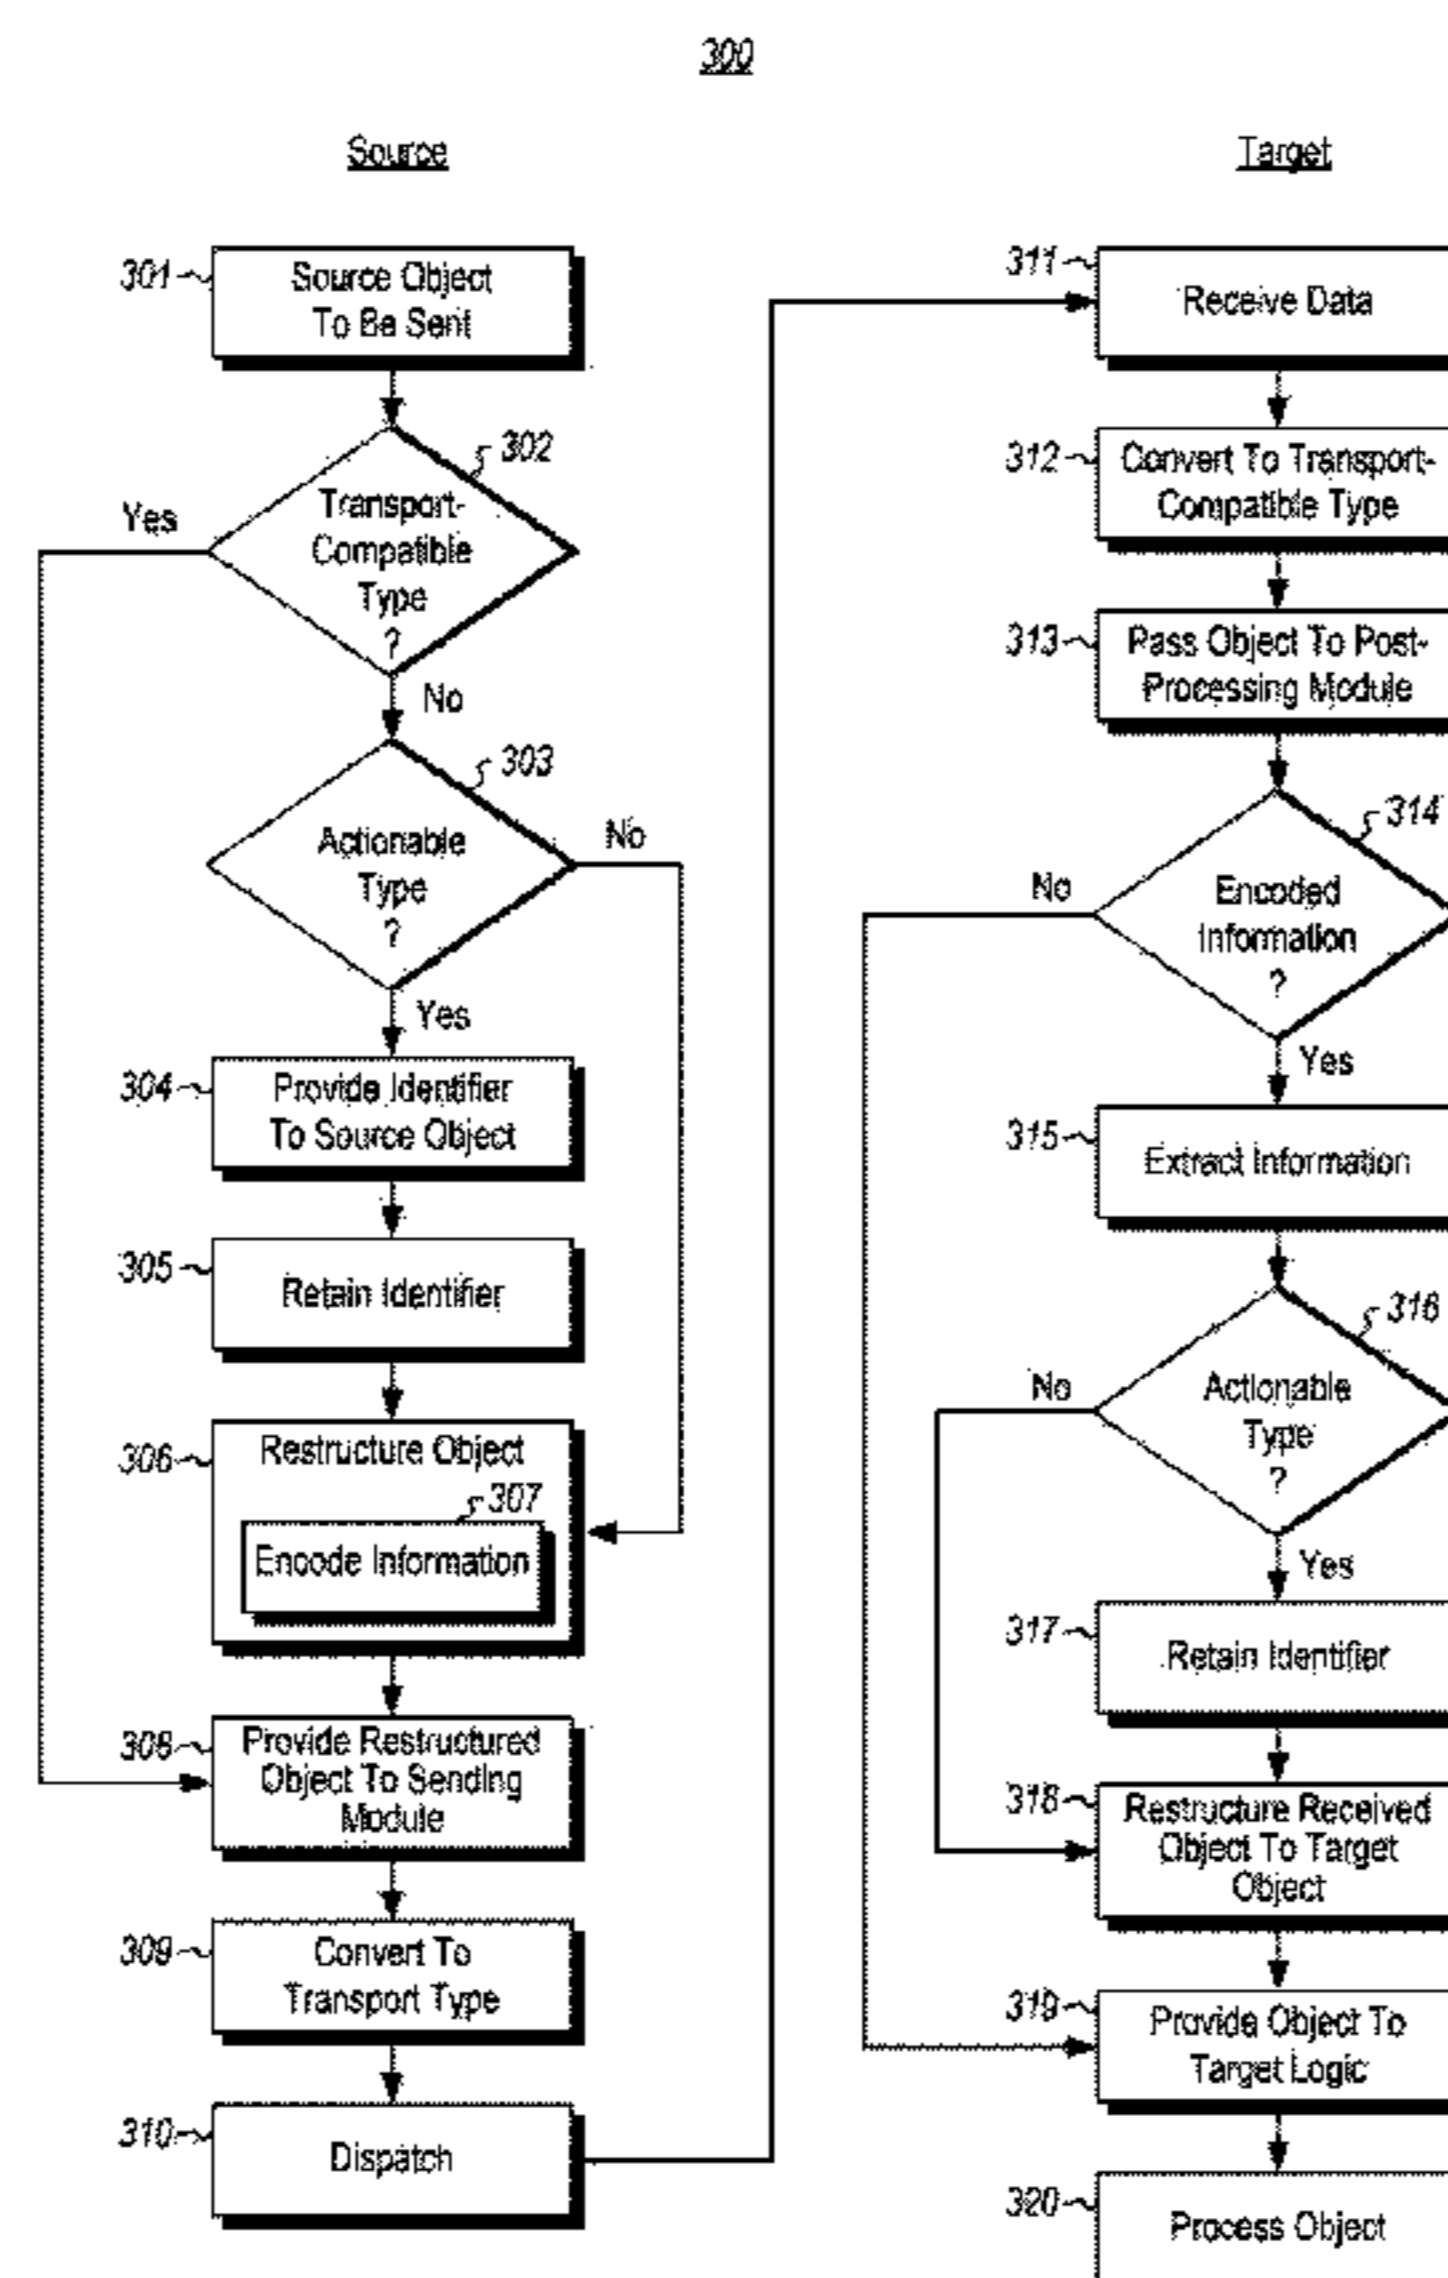 300
Source
301
Source Object
To Be Sent
302
Transport-
Compatible
Type
?
Yes
No
303
Actionable
Type
?
No
Yes
304
Provide Identifier
To Source Object
305
Retain Identifier
306
Restructure Object
307
Encode Information
308
Provide Restructured
Object To Sending
Module
309
Convert To
Transport Type
310
Dispatch
Target
311
Receive Data
312
Convert To Transport-
Compatible Type
313
Pass Object To Post-
Processing Module
314
Encoded
Information
?
No
Yes
315
Extract Information
316
Actionable
Type
?
No
Yes
317
Retain Identifier
318
Restructure Received
Object To Target
Object
319
Provide Object To
Target Logic
320
Process Object